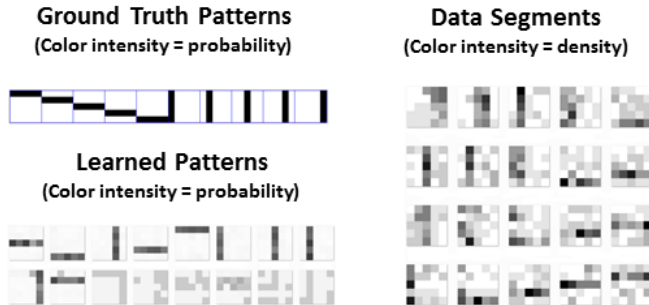 Ground Truth Patterns
(Color intensity = probability)
Learned Patterns
(Color intensity = probability)
Data Segments
(Color intensity = density)